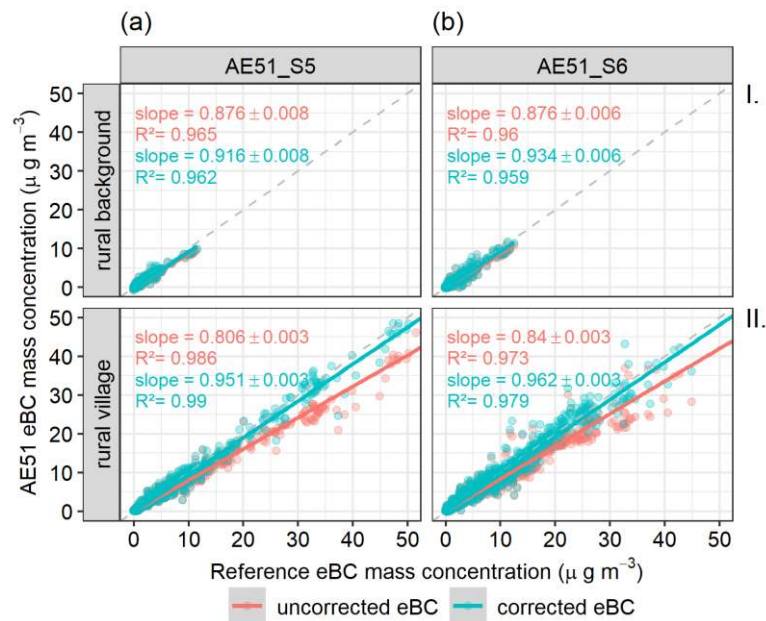 (a)
(b)
AE51_S5
AE51_S6
I.
II.
rural background
rural village
AE51 eBC mass concentration (μ g m⁻³)
50
40
30
20
10
0
slope = 0.876 ± 0.008
R²= 0.965
slope = 0.916 ± 0.008
R²= 0.962
slope = 0.876 ± 0.006
R²= 0.96
slope = 0.934 ± 0.006
R²= 0.959
50
40
30
20
10
0
slope = 0.806 ± 0.003
R²= 0.986
slope = 0.951 ± 0.003
R²= 0.99
slope = 0.84 ± 0.003
R²= 0.973
slope = 0.962 ± 0.003
R²= 0.979
0 10 20 30 40 50
0 10 20 30 40 50
Reference eBC mass concentration (μ g m⁻³)
uncorrected eBC
corrected eBC